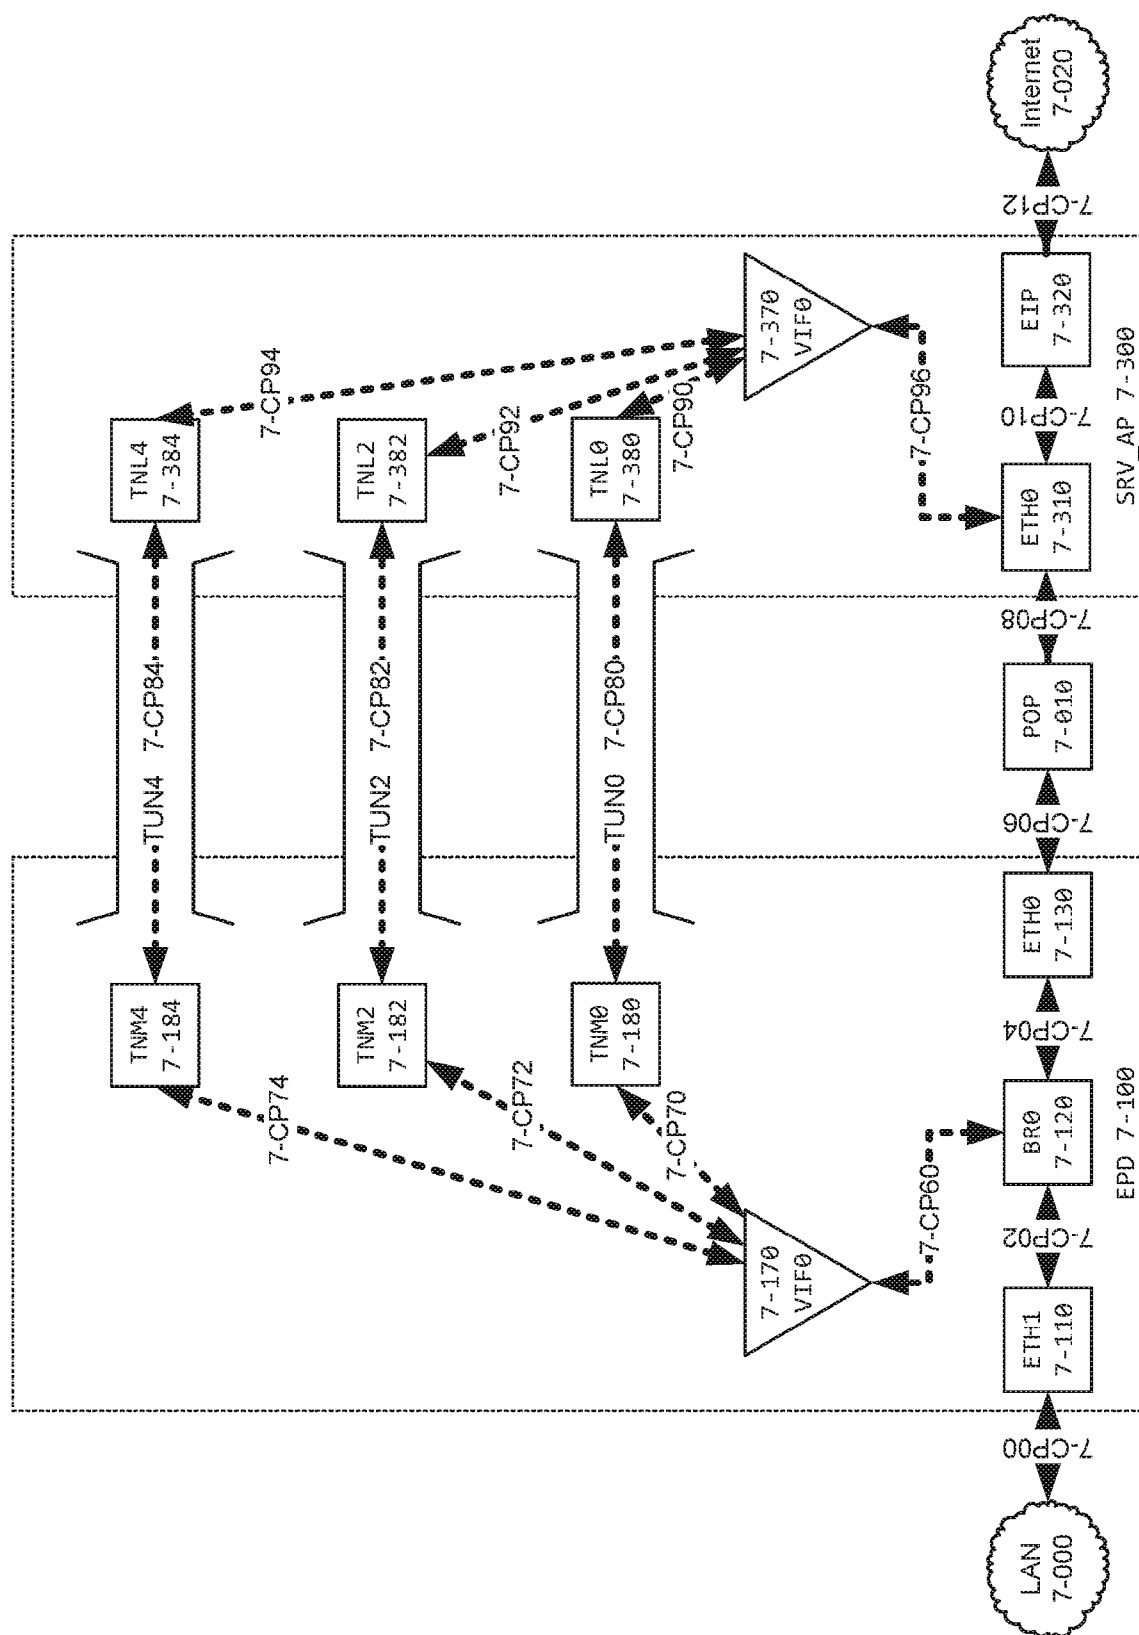 TNM4
7-184
TUN4
7-CP84
TNL4
7-384
7-CP74
7-CP94
TNM2
7-182
TUN2
7-CP82
TNL2
7-382
7-CP72
7-CP92
TNM0
7-180
TUN0
7-CP80
TNL0
7-380
7-CP70
7-CP90
7-170
VIF0
7-370
VIF0
7-CP60
7-CP96
LAN
7-000
7-CP00
ETH1
7-110
7-CP02
BR0
7-120
7-CP04
ETH0
7-130
7-CP06
POP
7-010
7-CP08
ETH0
7-310
7-CP10
EIP
7-320
7-CP12
Internet
7-020
EPD 7-100
SRV_AP 7-300